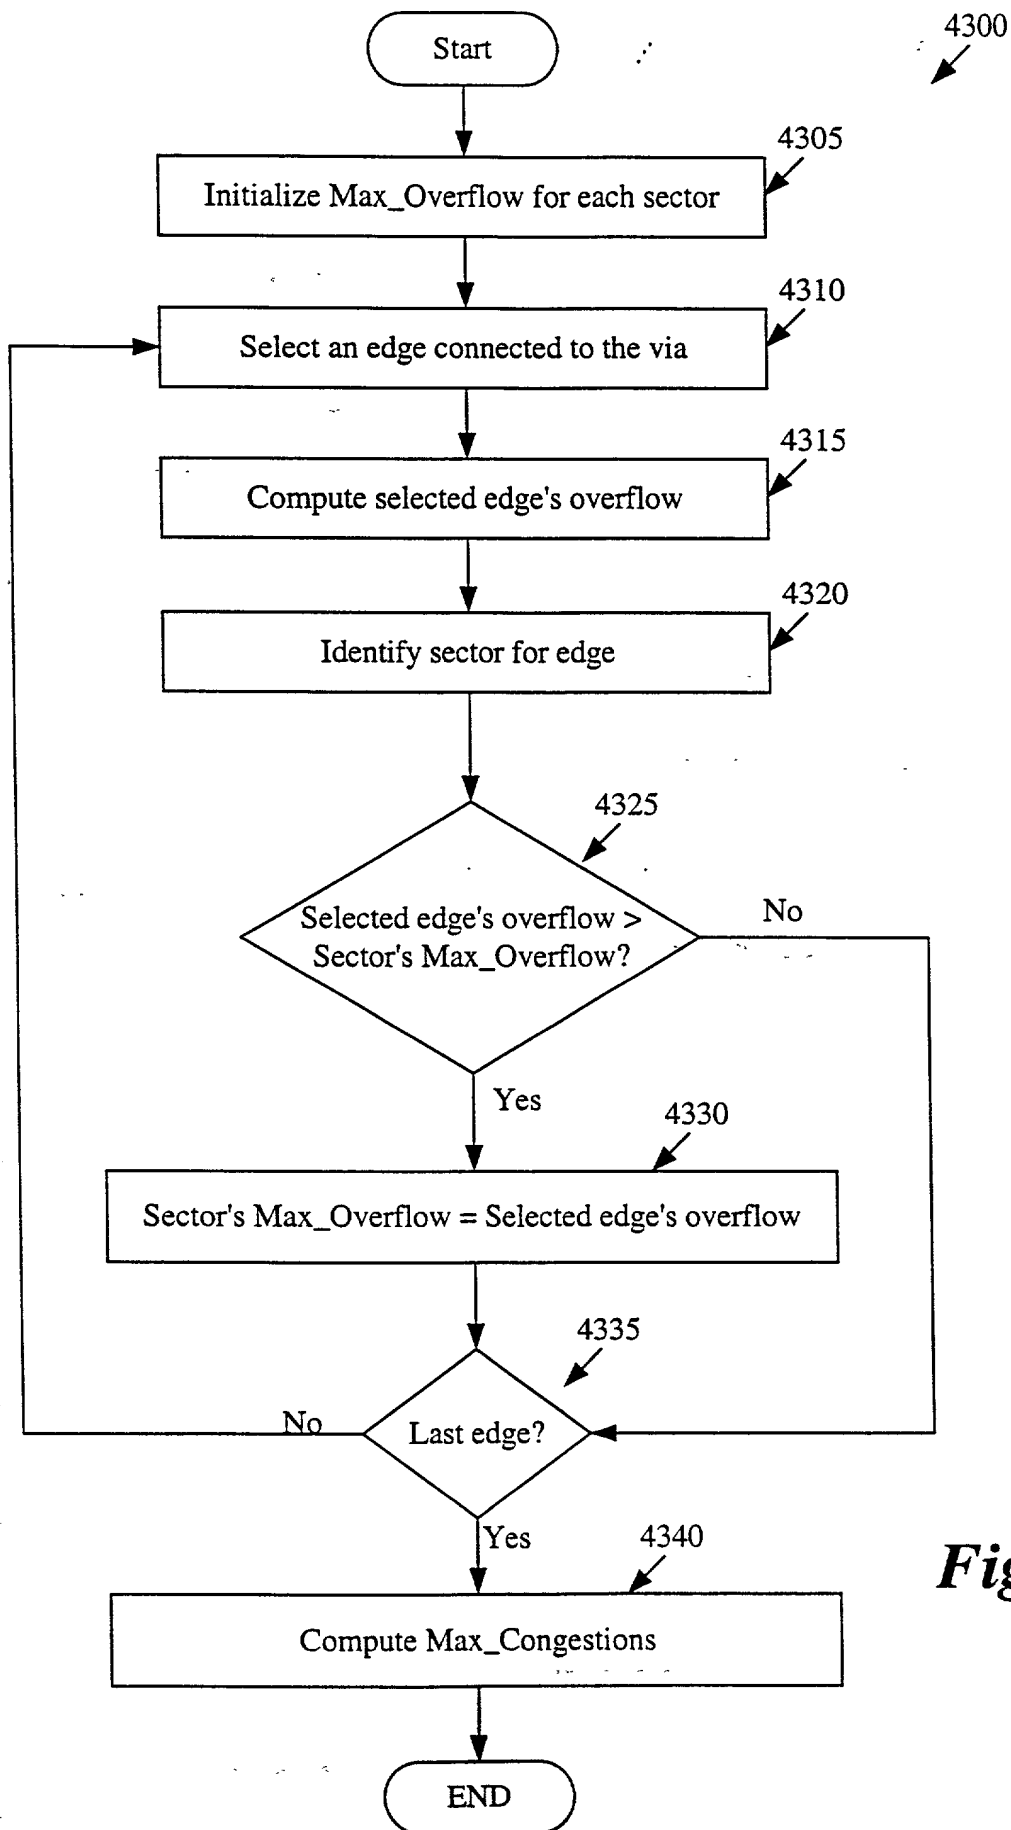 Start
4300
4305
Initialize Max_Overflow for each sector
4310
Select an edge connected to the via
4315
Compute selected edge's overflow
4320
Identify sector for edge
4325
Selected edge's overflow >
Sector's Max_Overflow?
No
Yes
4330
Sector's Max_Overflow = Selected edge's overflow
4335
Last edge?
No
Yes
4340
Compute Max_Congestions
END